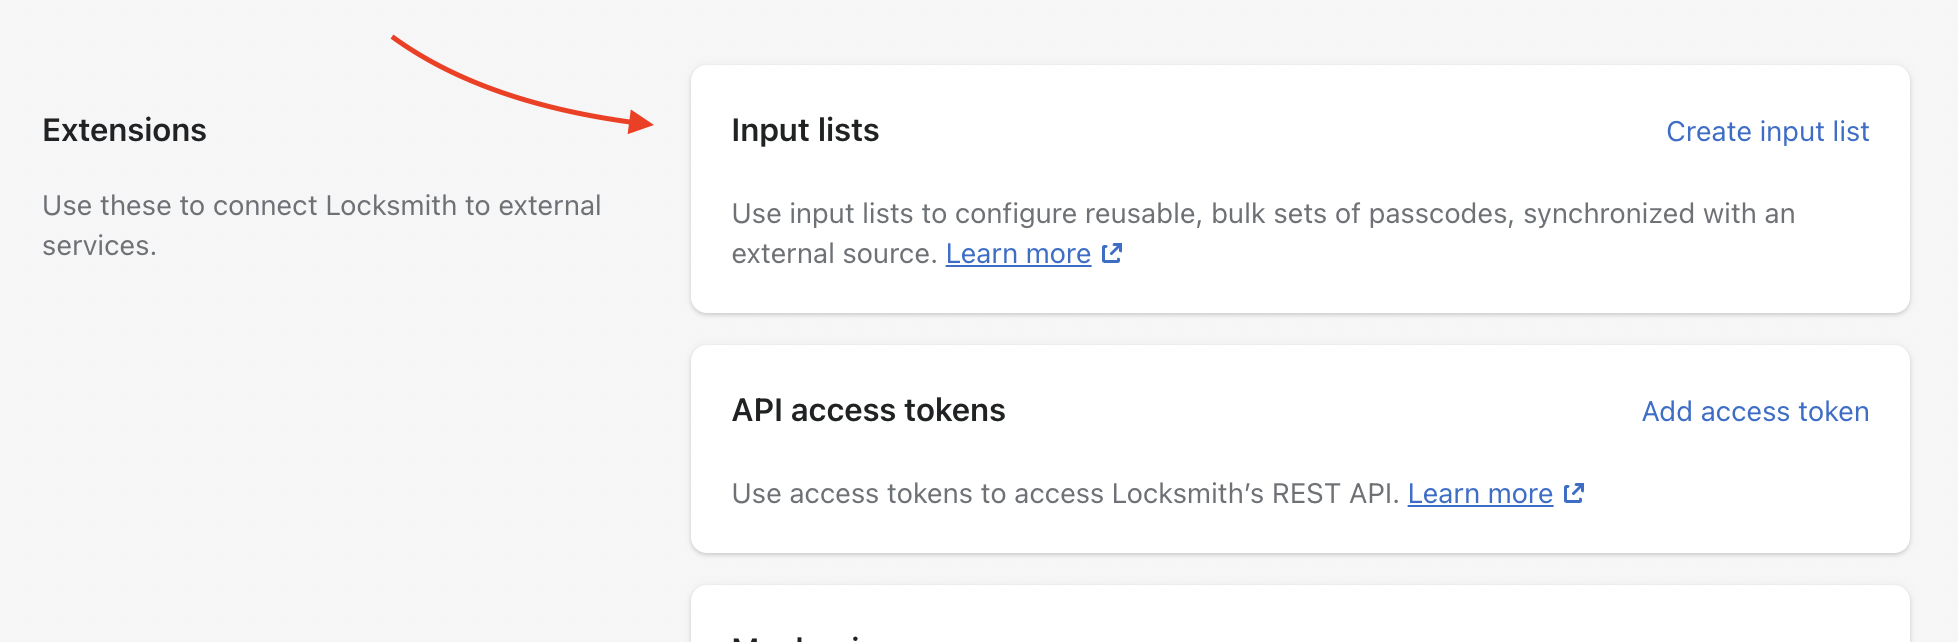 Extensions
Use these to connect Locksmith to external
services.
Input lists
Create input list
Use input lists to configure reusable, bulk sets of passcodes, synchronized with an
external source. Learn more
API access tokens
Add access token
Use access tokens to access Locksmith’s REST API. Learn more